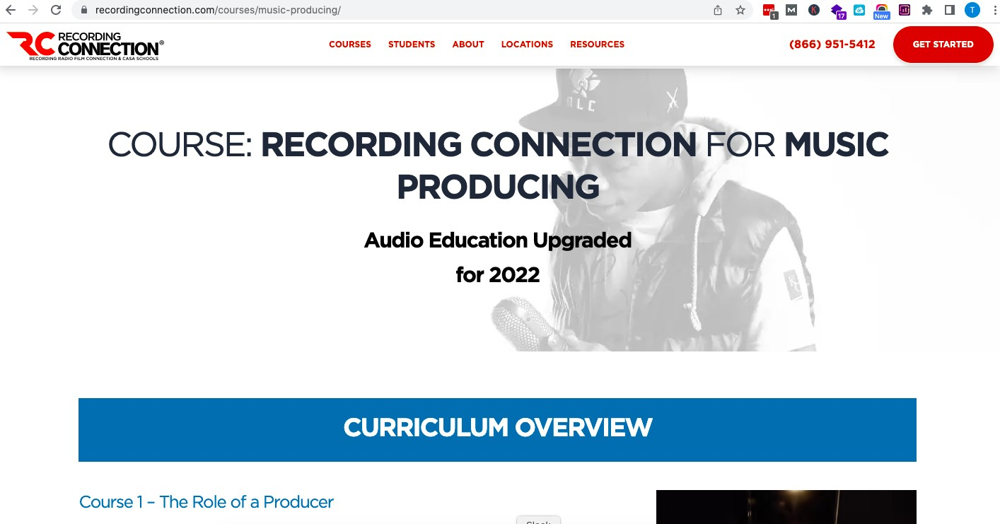 recordingconnection.com/courses/music-producing/
1
M
K
17
New
T
RC RECORDING
CONNECTION®
RECORDING RADIO FILM CONNECTION & CASA SCHOOLS
COURSES STUDENTS ABOUT LOCATIONS RESOURCES
(866) 951-5412
GET STARTED
OLC
COURSE: RECORDING CONNECTION FOR MUSIC
PRODUCING
Audio Education Upgraded
for 2022
CURRICULUM OVERVIEW
Course 1 – The Role of a Producer
Slack